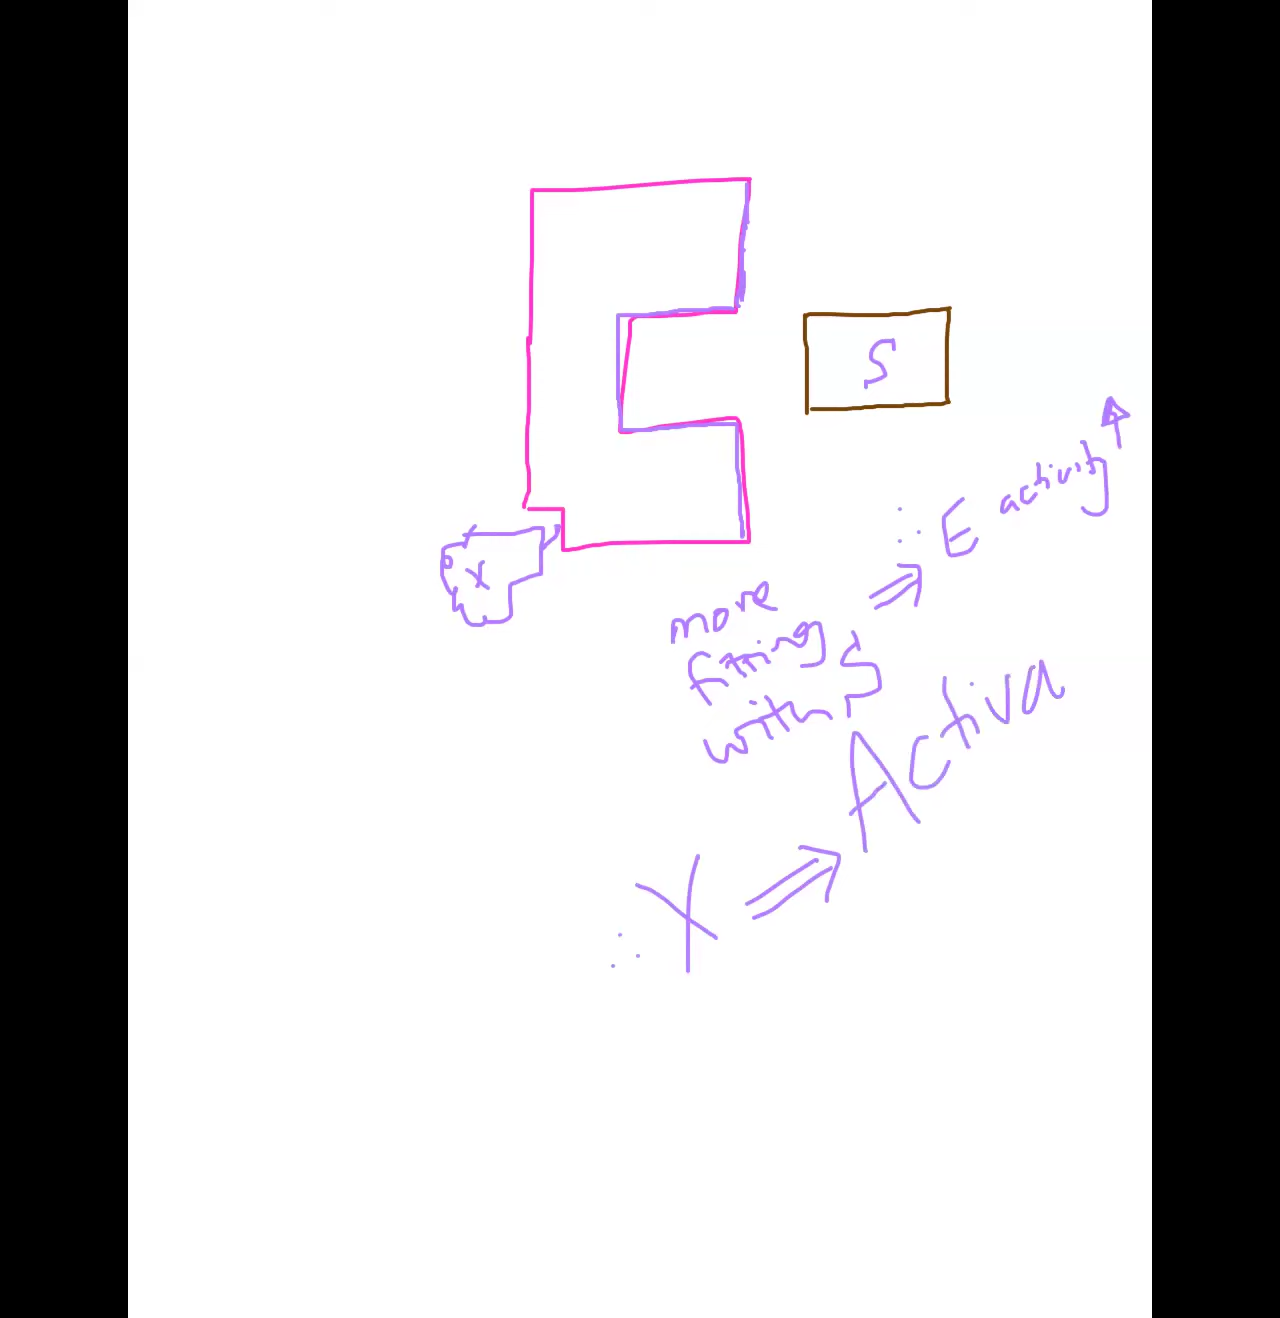 S
X
∴ E activity ↑
more
fitting
with S
⇒
∴ X ⇒ Activa